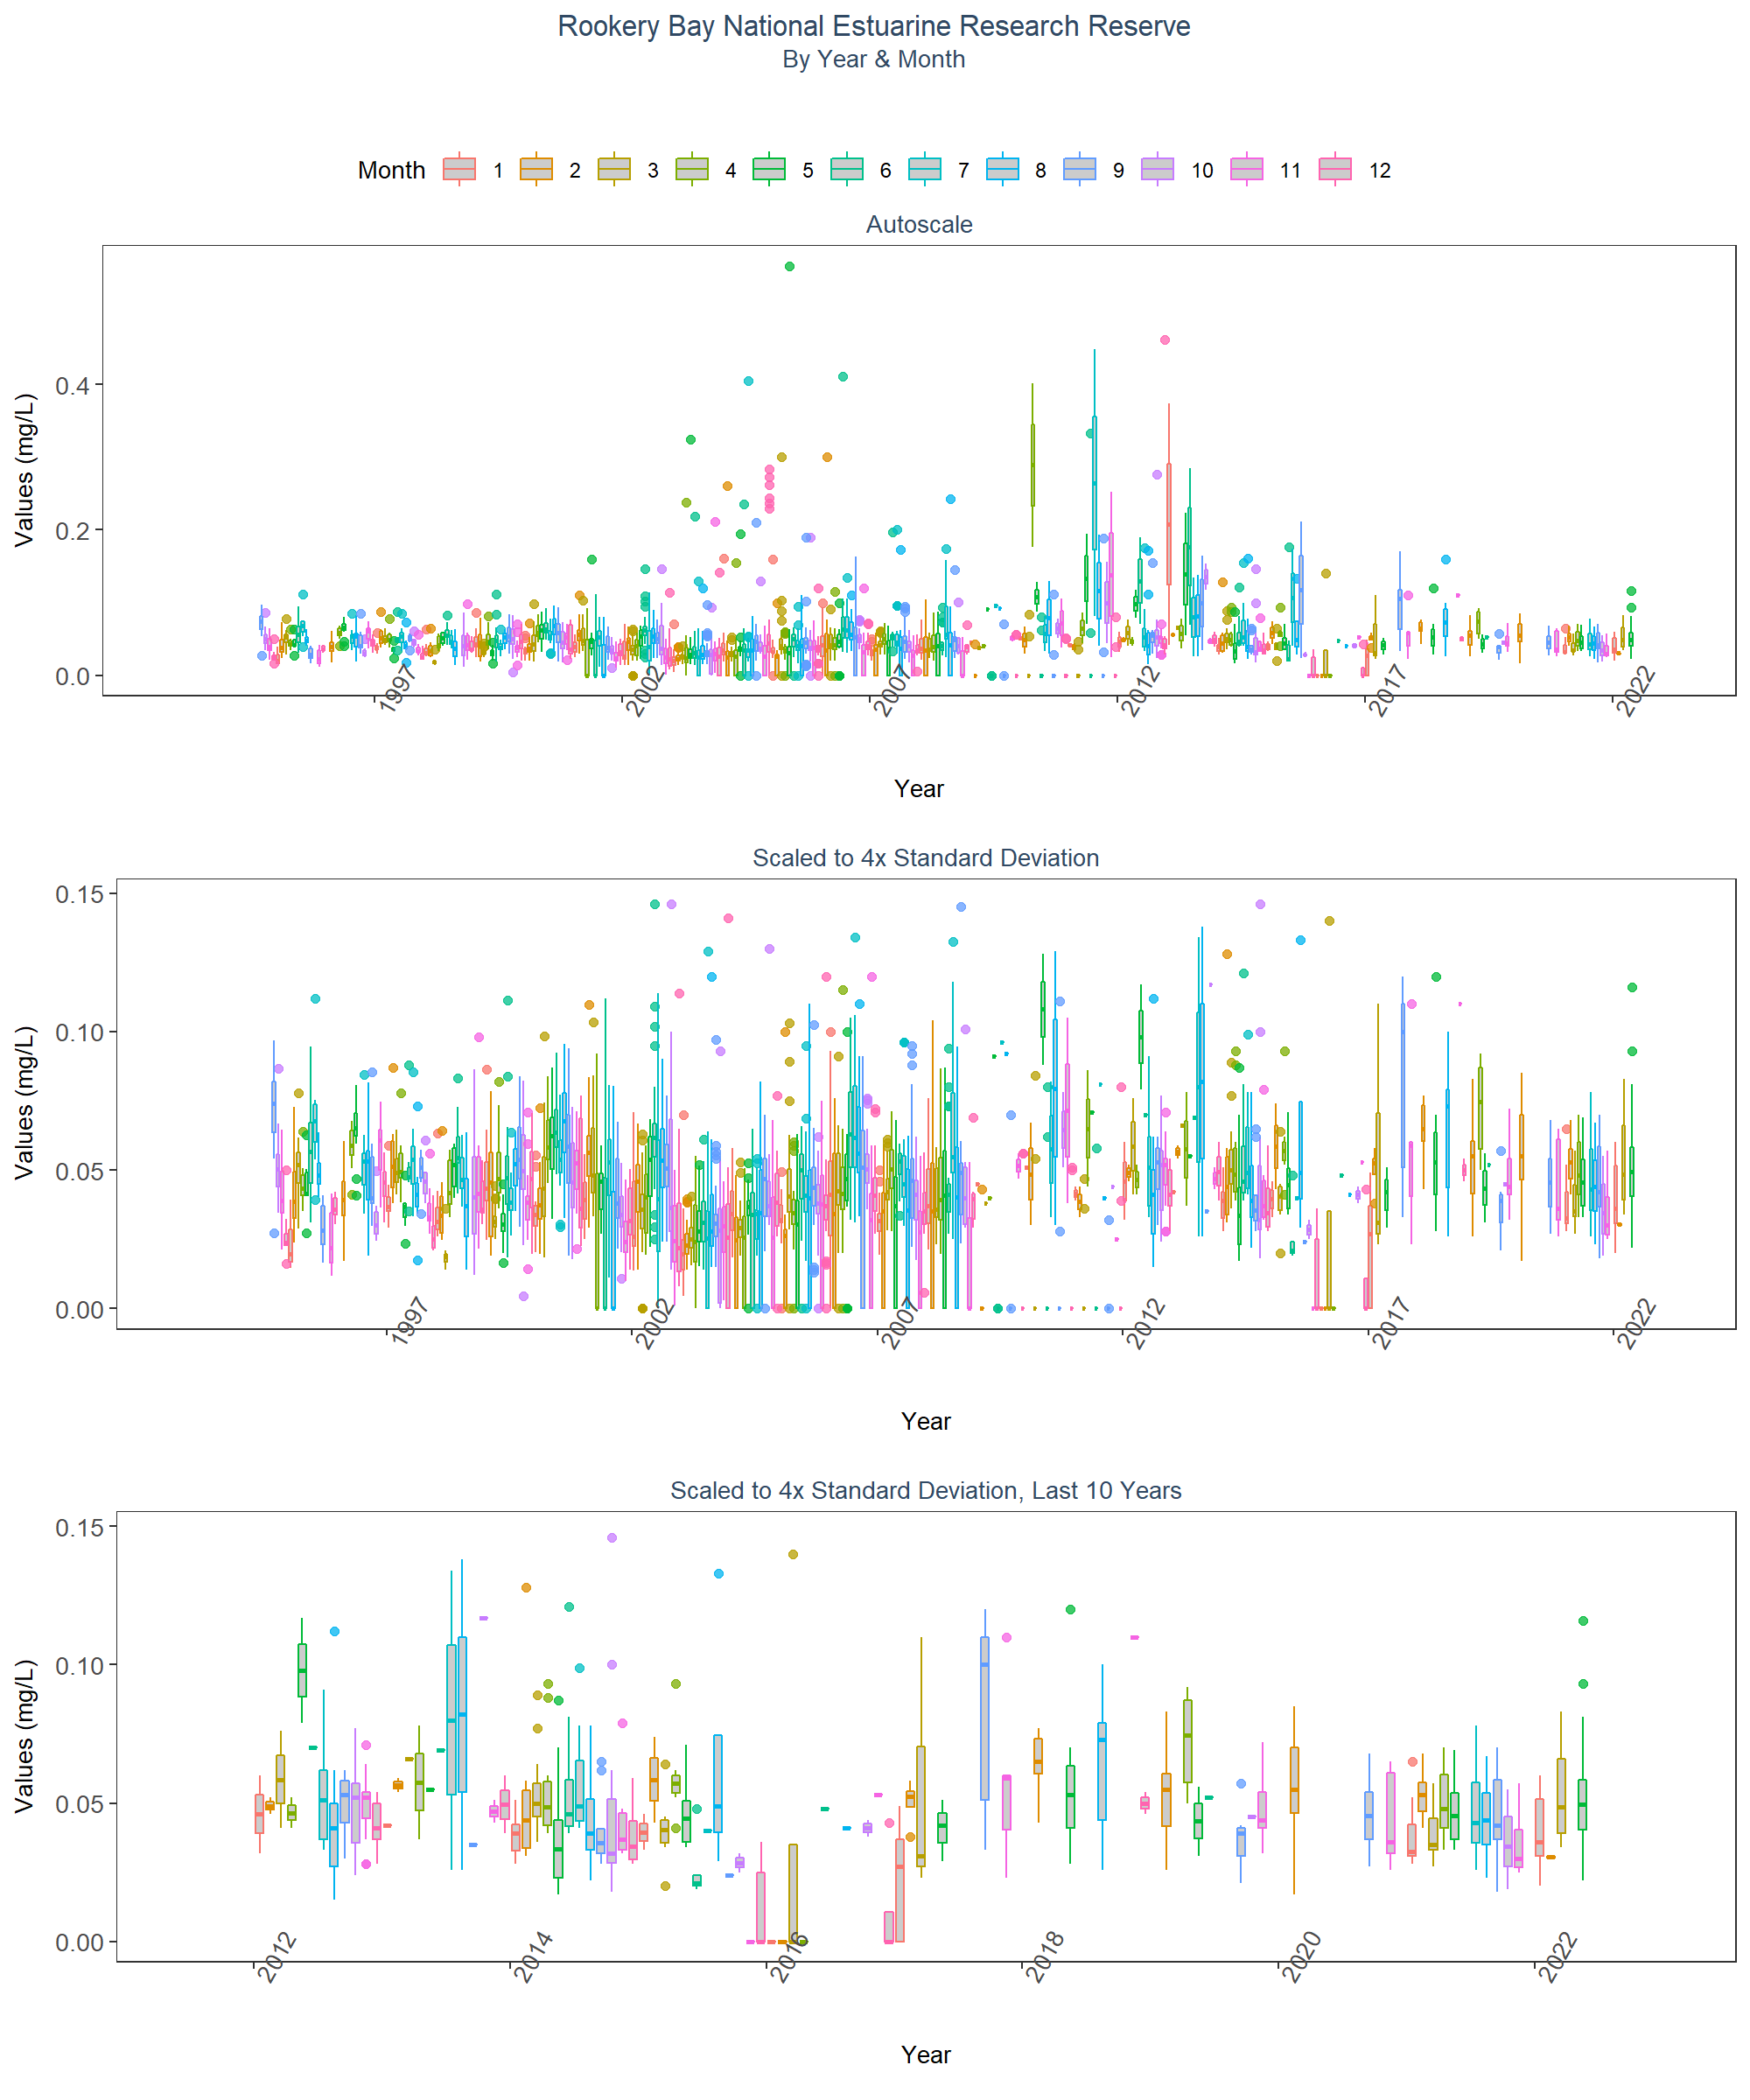 Rookery Bay National Estuarine Research Reserve
By Year & Month
Month 1 2 3 4 5 6 7 8 9 10 11 12
Autoscale
Values (mg/L)
0.4
0.2
0.0
1997 2002 2007 2012 2017 2022
Year
Scaled to 4x Standard Deviation
Values (mg/L)
0.15
0.10
0.05
0.00
1997 2002 2007 2012 2017 2022
Year
Scaled to 4x Standard Deviation, Last 10 Years
Values (mg/L)
0.15
0.10
0.05
0.00
2012 2014 2016 2018 2020 2022
Year